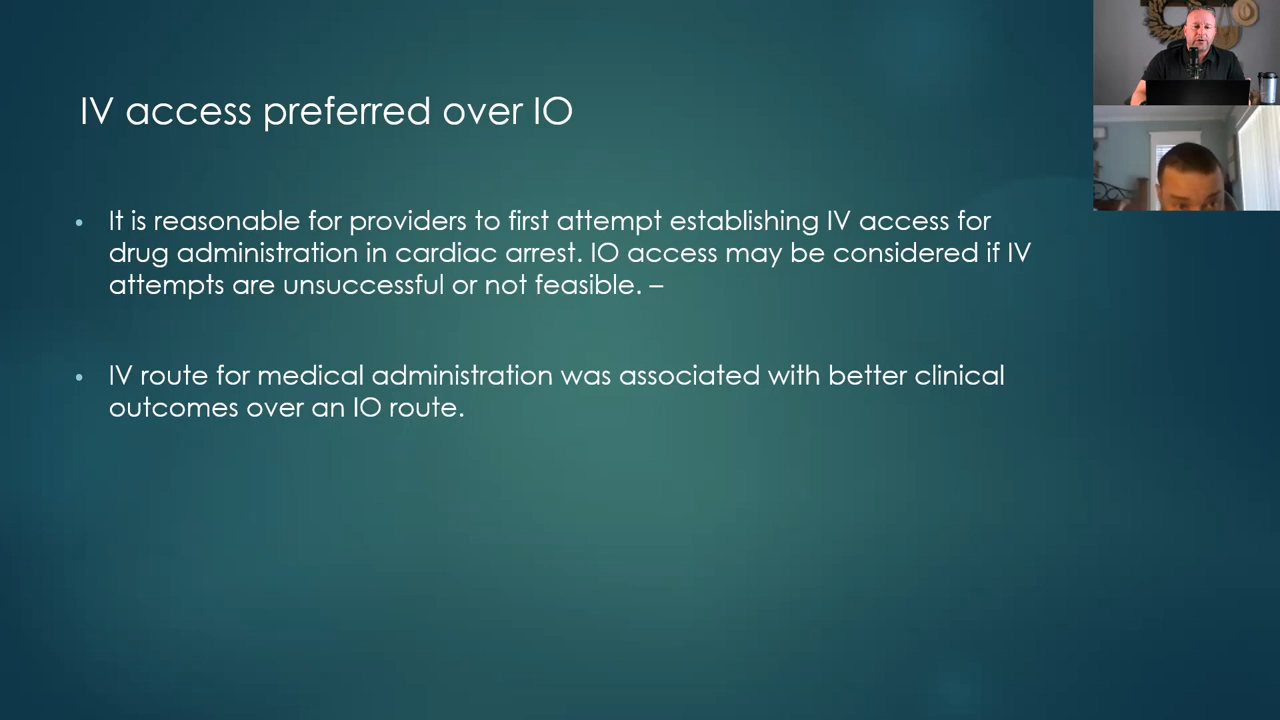 IV access preferred over IO
It is reasonable for providers to first attempt establishing IV access for
drug administration in cardiac arrest. IO access may be considered if IV
attempts are unsuccessful or not feasible. –
IV route for medical administration was associated with better clinical
outcomes over an IO route.